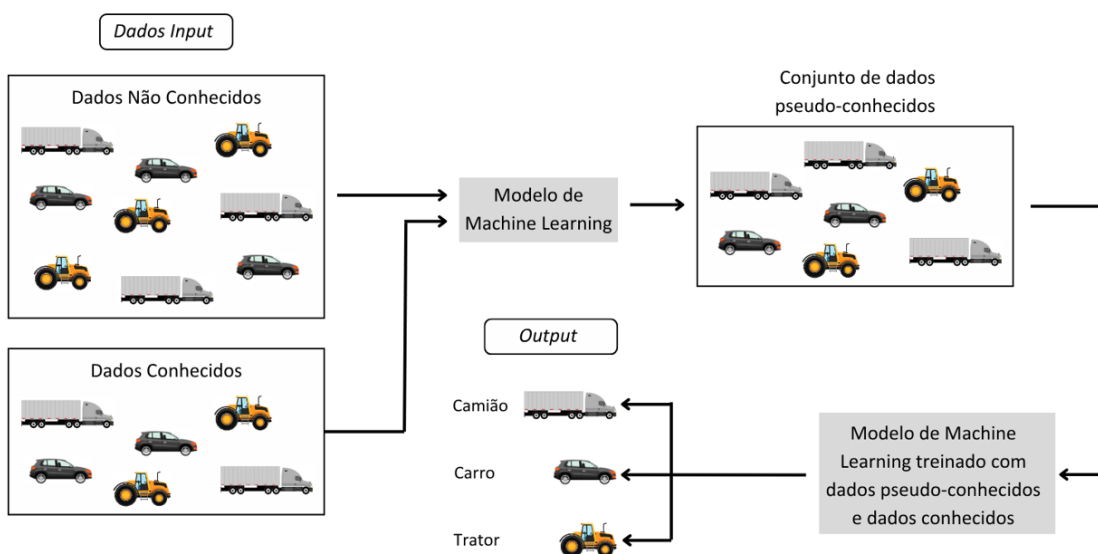 Dados Input
Dados Não Conhecidos
Conjunto de dados
pseudo-conhecidos
Modelo de
Machine Learning
Dados Conhecidos
Output
Camião
Carro
Trator
Modelo de Machine
Learning treinado com
dados pseudo-conhecidos
e dados conhecidos